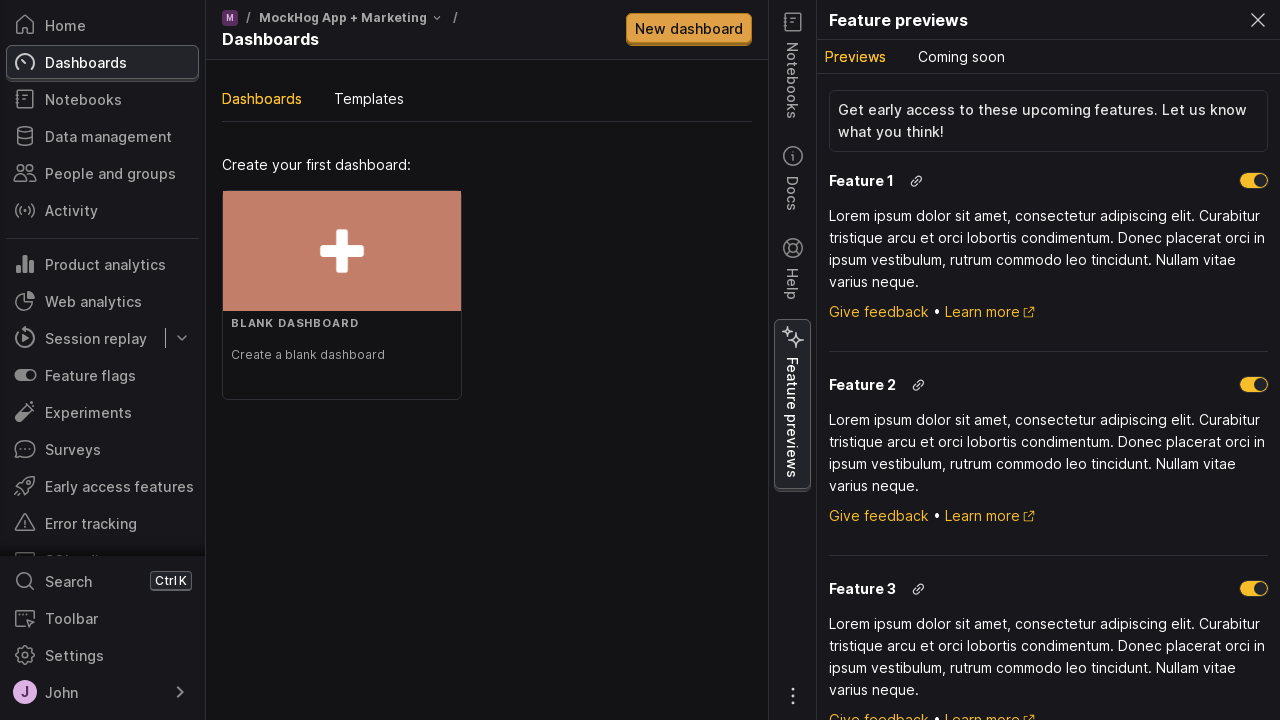 Home
Dashboards
Notebooks
Data management
People and groups
Activity
Product analytics
Web analytics
Session replay
Feature flags
Experiments
Surveys
Early access features
Error tracking
Search Ctrl K
Toolbar
Settings
J John
M / MockHog App + Marketing /
Dashboards
New dashboard
Dashboards Templates
Create your first dashboard:
BLANK DASHBOARD
Create a blank dashboard
Notebooks
Docs
Help
Feature previews
Feature previews
Previews Coming soon
Get early access to these upcoming features. Let us know
what you think!
Feature 1
Lorem ipsum dolor sit amet, consectetur adipiscing elit. Curabitur
tristique arcu et orci lobortis condimentum. Donec placerat orci in
ipsum vestibulum, rutrum commodo leo tincidunt. Nullam vitae
varius neque.
Give feedback • Learn more
Feature 2
Lorem ipsum dolor sit amet, consectetur adipiscing elit. Curabitur
tristique arcu et orci lobortis condimentum. Donec placerat orci in
ipsum vestibulum, rutrum commodo leo tincidunt. Nullam vitae
varius neque.
Give feedback • Learn more
Feature 3
Lorem ipsum dolor sit amet, consectetur adipiscing elit. Curabitur
tristique arcu et orci lobortis condimentum. Donec placerat orci in
ipsum vestibulum, rutrum commodo leo tincidunt. Nullam vitae
varius neque.
Give feedback • Learn more